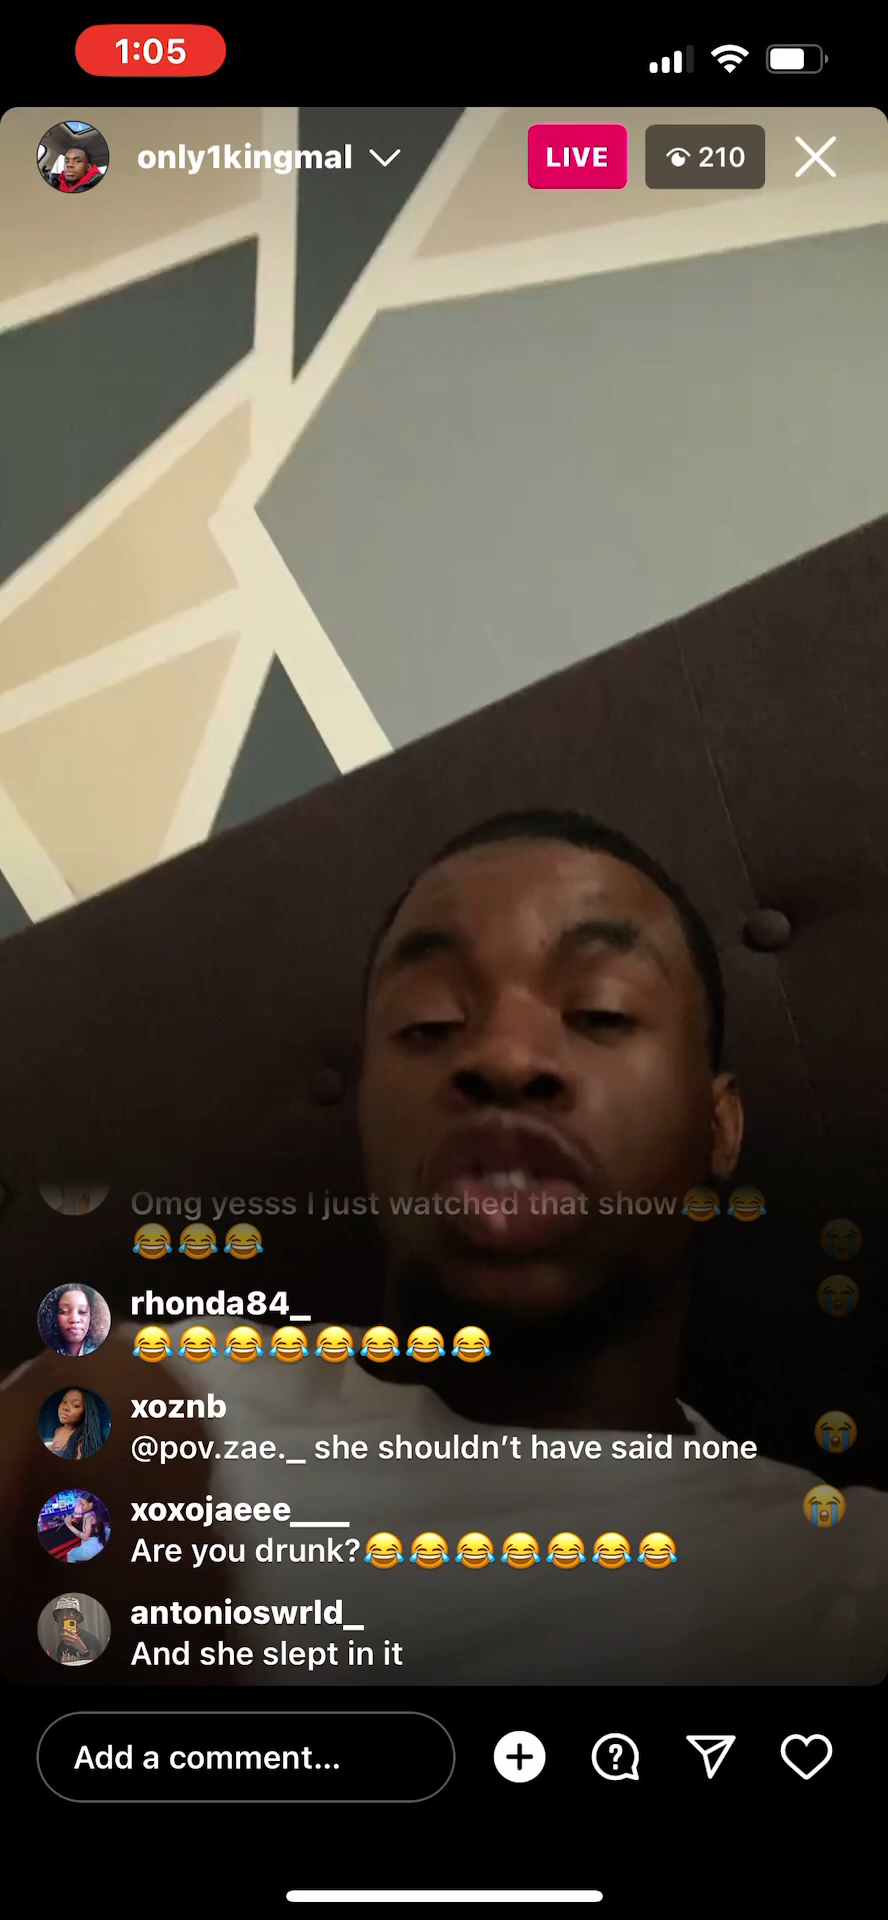 1:05
only1kingmal
LIVE
210
Omg yesss I just watched that show😂😂
😂😂😂
rhonda84_
😂😂😂😂😂😂😂😂
xoznb
@pov.zae._ she shouldn’t have said none
xoxojaeee___
Are you drunk?😂😂😂😂😂😂😂
antonioswrld_
And she slept in it
Add a comment...